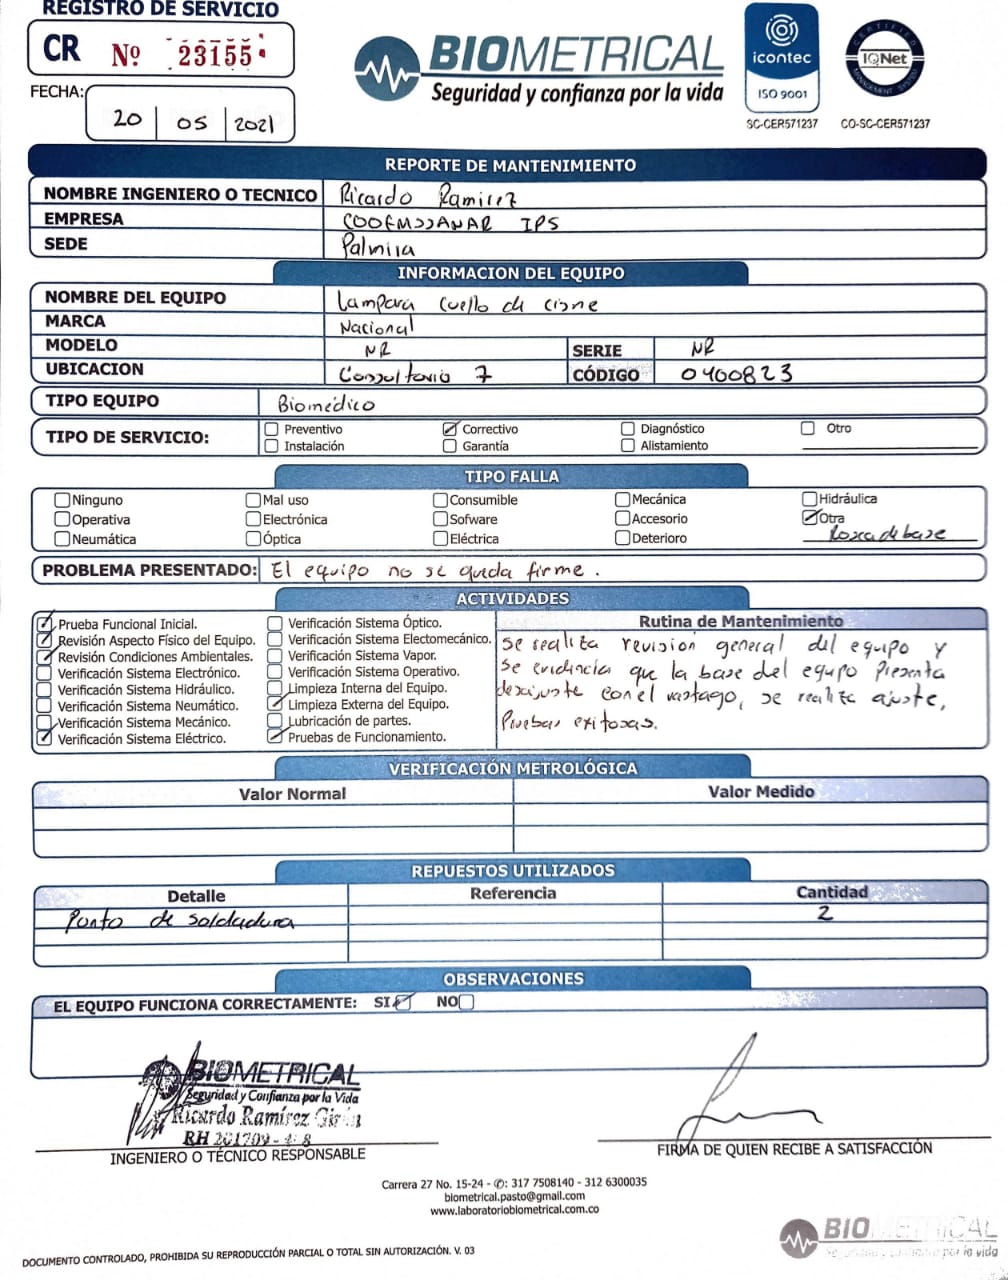 REGISTRO DE SERVICIO
CR Nº 23155
FECHA: 20 05 2021
BIOMETRICAL
Seguridad y confianza por la vida
icontec
ISO 9001
SC-CER571237
CERTIFIED
IQNet
MANAGEMENT SYSTEM
CO-SC-CER571237
REPORTE DE MANTENIMIENTO
NOMBRE INGENIERO O TECNICO Ricardo Ramirez
EMPRESA COOEMSSANAR IPS
SEDE Palmira
INFORMACION DEL EQUIPO
NOMBRE DEL EQUIPO Lampara cuello de cisne
MARCA Nacional
MODELO NR SERIE NR
UBICACION Consultorio 7 CÓDIGO 0400823
TIPO EQUIPO Biomédico
TIPO DE SERVICIO: Preventivo Correctivo Diagnóstico Otro
Instalación Garantía Alistamiento
TIPO FALLA
Ninguno Mal uso Consumible Mecánica Hidráulica
Operativa Electrónica Sofware Accesorio Otra
Neumática Óptica Eléctrica Deterioro Rosca de base
PROBLEMA PRESENTADO: El equipo no se queda firme.
ACTIVIDADES
Prueba Funcional Inicial.
Revisión Aspecto Físico del Equipo.
Revisión Condiciones Ambientales.
Verificación Sistema Electrónico.
Verificación Sistema Hidráulico.
Verificación Sistema Neumático.
Verificación Sistema Mecánico.
Verificación Sistema Eléctrico.
Verificación Sistema Óptico.
Verificación Sistema Electomecánico.
Verificación Sistema Vapor.
Verificación Sistema Operativo.
Limpieza Interna del Equipo.
Limpieza Externa del Equipo.
Lubricación de partes.
Pruebas de Funcionamiento.
Rutina de Mantenimiento
Se realiza revisión general del equipo y
se evidencia que la base del equipo presenta
desajuste con el vastago, se realiza ajuste,
Pruebas exitosas.
VERIFICACIÓN METROLÓGICA
Valor Normal Valor Medido
REPUESTOS UTILIZADOS
Detalle Referencia Cantidad
Punto de soldadura 2
OBSERVACIONES
EL EQUIPO FUNCIONA CORRECTAMENTE: SI NO
BIOMETRICAL
Seguridad y Confianza por la Vida
Ricardo Ramírez Girón
INGENIERO O TÉCNICO RESPONSABLE
FIRMA DE QUIEN RECIBE A SATISFACCIÓN
Carrera 27 No. 15-24 - ✆: 317 7508140 - 312 6300035
biometrical.pasto@gmail.com
www.laboratoriobiometrical.com.co
BIOMETRICAL
Seguridad y confianza por la vida
DOCUMENTO CONTROLADO, PROHIBIDA SU REPRODUCCIÓN PARCIAL O TOTAL SIN AUTORIZACIÓN. V. 03